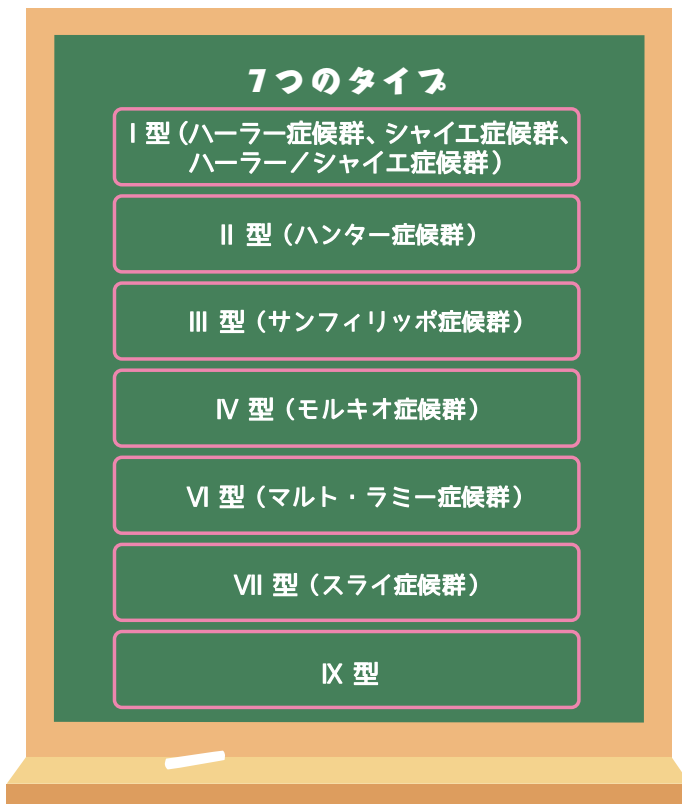 7つのタイプ
Ⅰ型（ハーラー症候群、シャイエ症候群、
ハーラー／シャイエ症候群）
Ⅱ 型（ハンター症候群）
Ⅲ 型（サンフィリッポ症候群）
Ⅳ 型（モルキオ症候群）
Ⅵ 型（マルト・ラミー症候群）
Ⅶ 型（スライ症候群）
Ⅸ 型